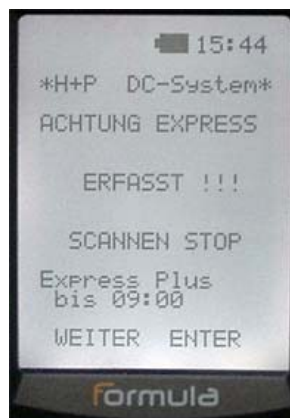 15:44
*H+P DC-System*
ACHTUNG EXPRESS
ERFASST !!!
SCANNEN STOP
Express Plus
bis 09:00
WEITER ENTER
formula